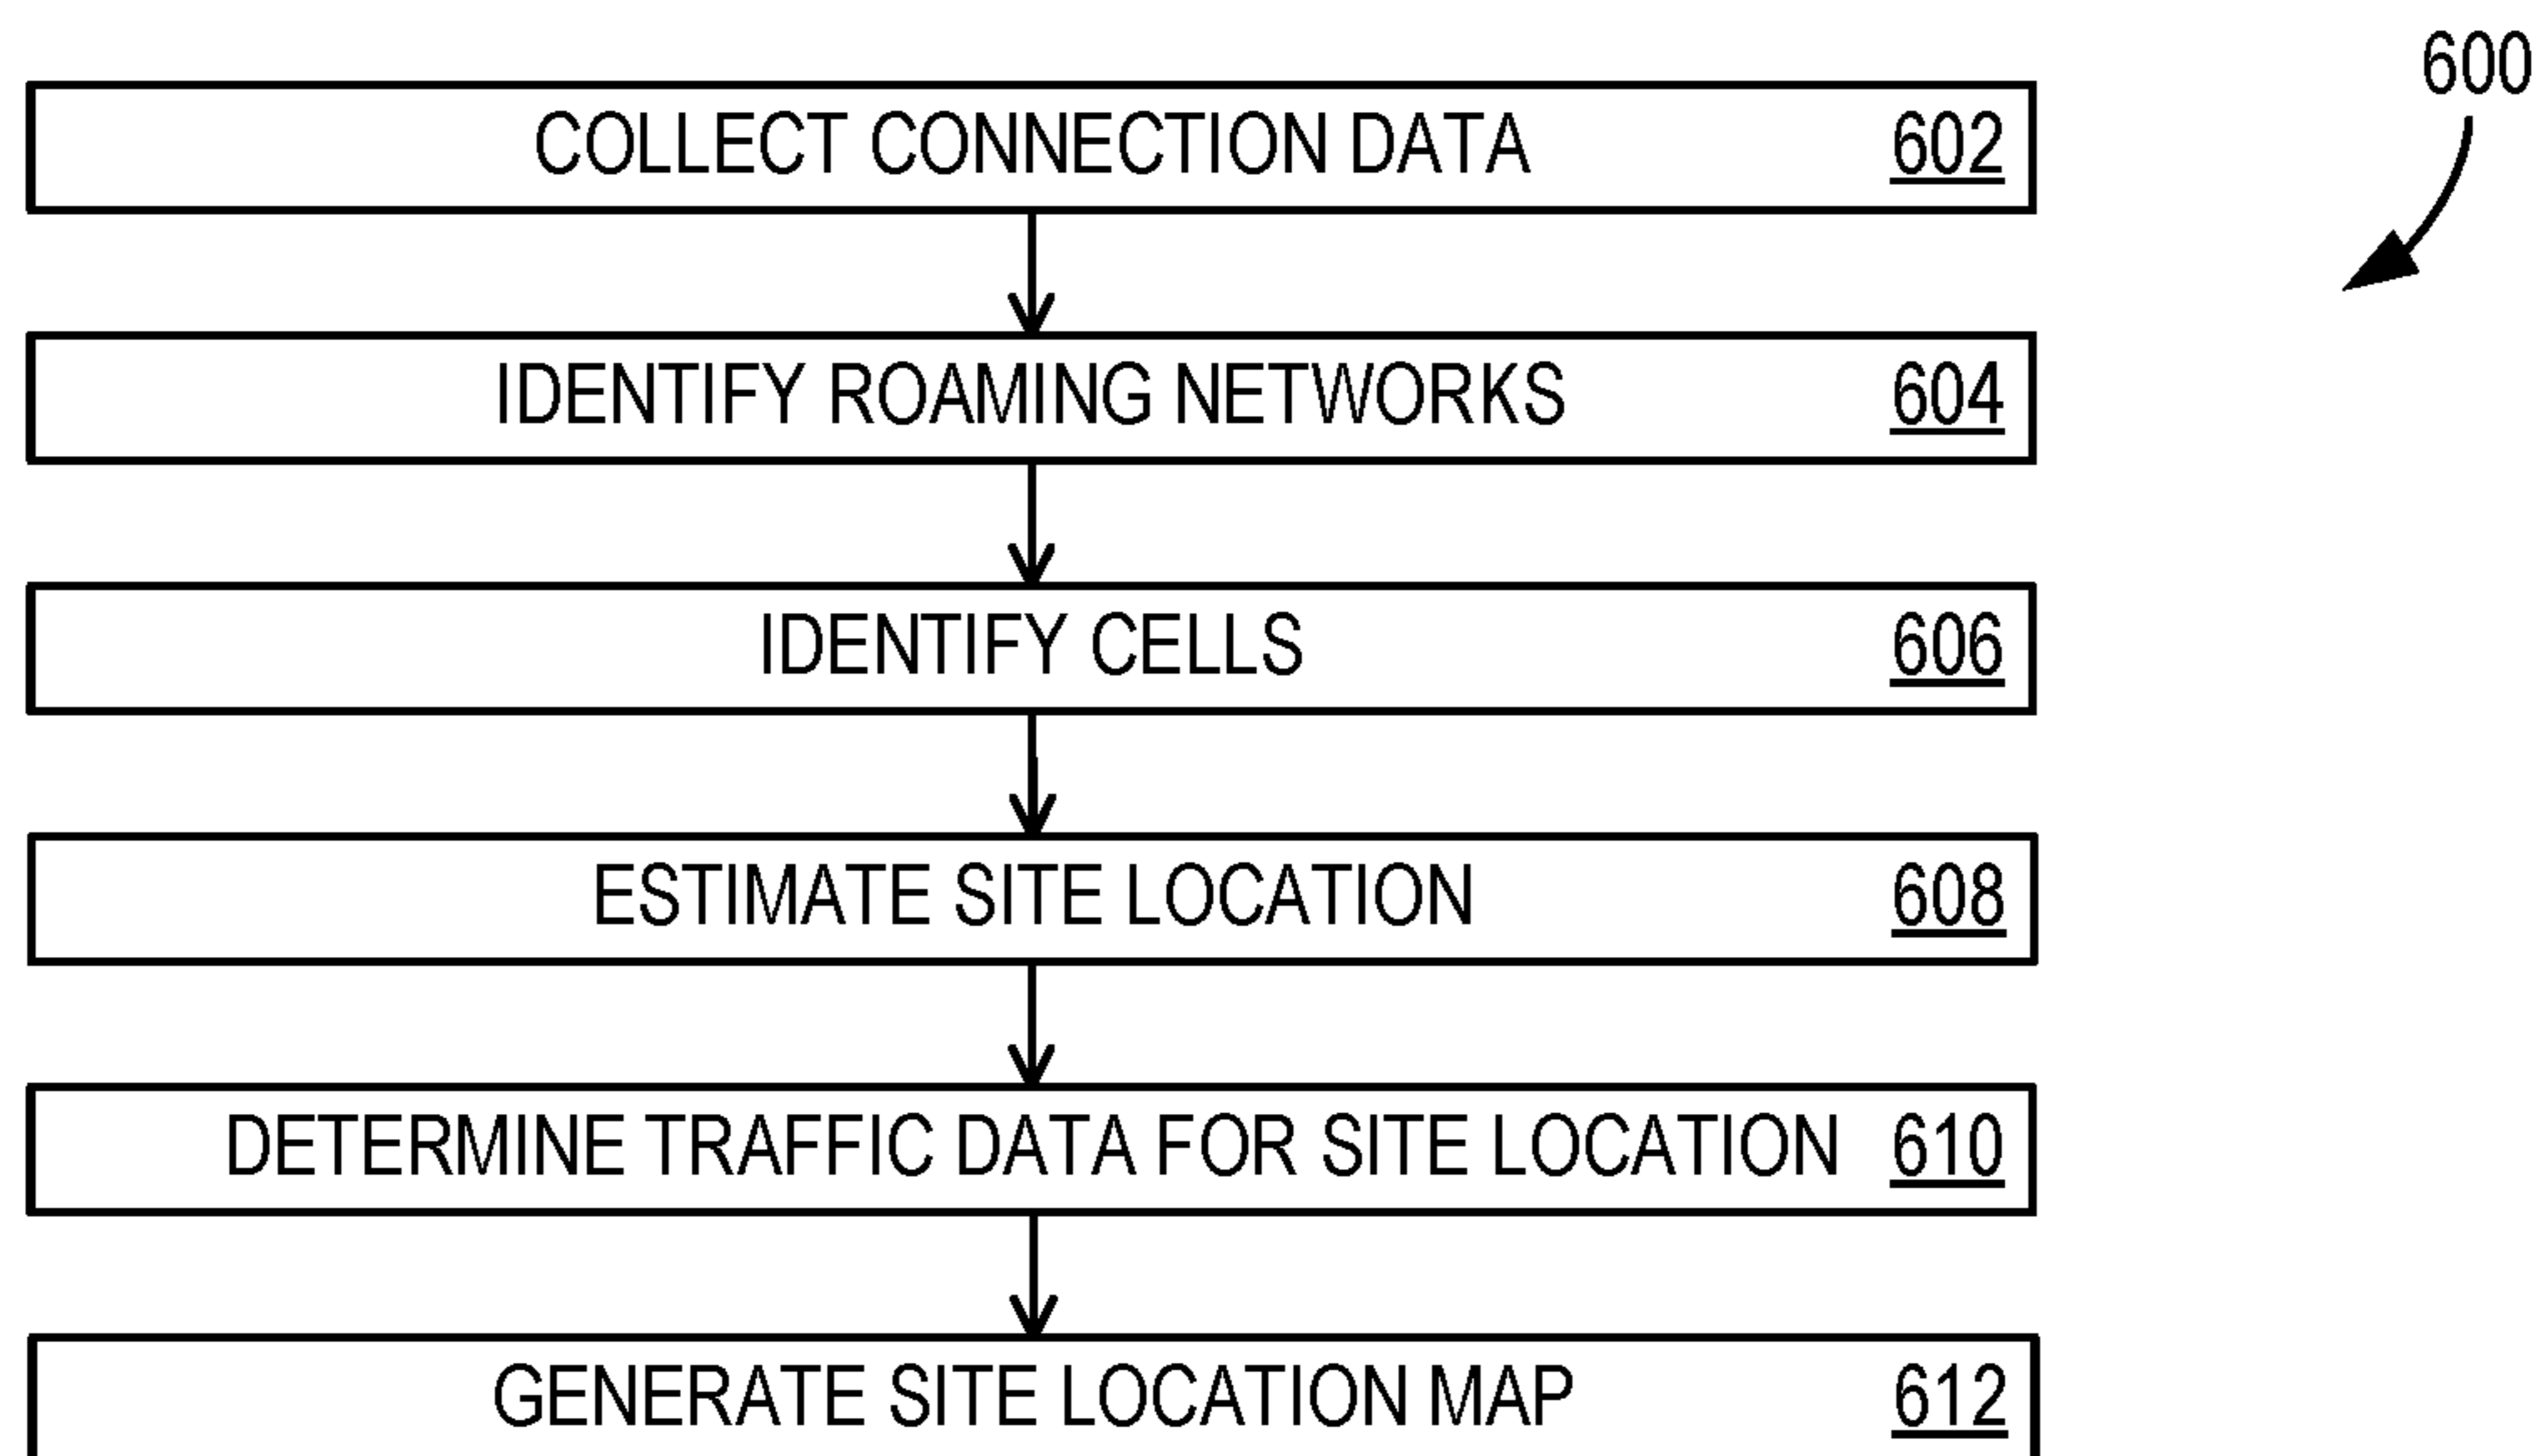 600
COLLECT CONNECTION DATA 602
IDENTIFY ROAMING NETWORKS 604
IDENTIFY CELLS 606
ESTIMATE SITE LOCATION 608
DETERMINE TRAFFIC DATA FOR SITE LOCATION 610
GENERATE SITE LOCATION MAP 612